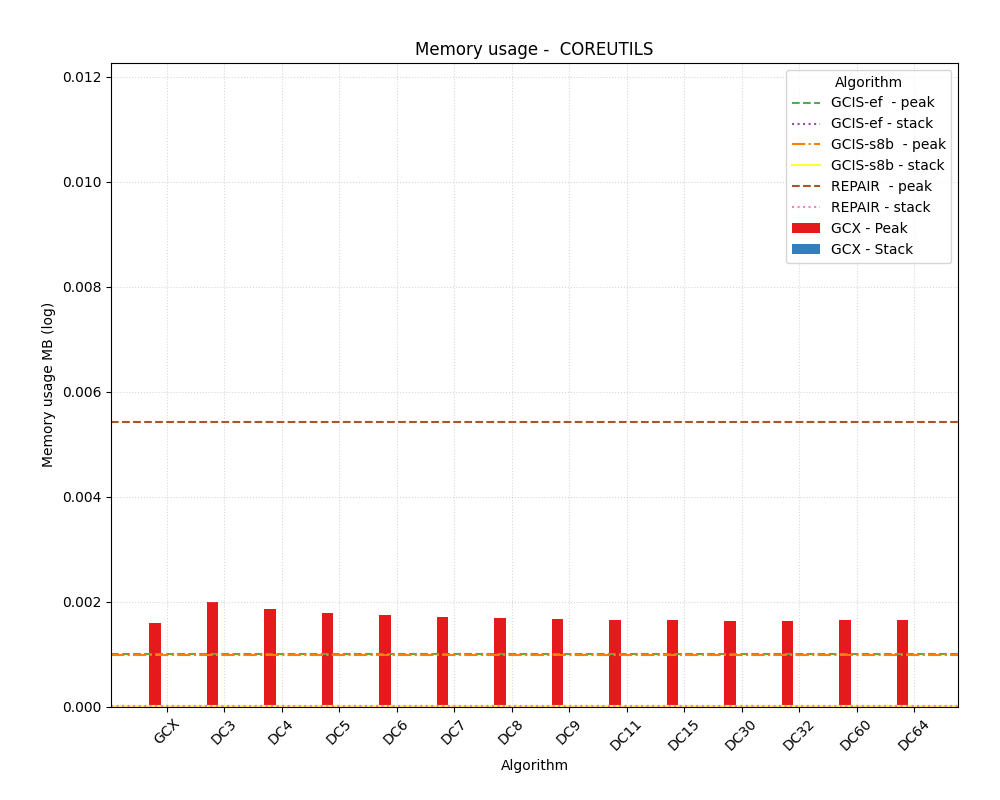 Memory usage -  COREUTILS
Memory usage MB (log)
0.012
0.010
0.008
0.006
0.004
0.002
0.000
Algorithm
GCIS-ef  - peak
GCIS-ef - stack
GCIS-s8b  - peak
GCIS-s8b - stack
REPAIR  - peak
REPAIR - stack
GCX - Peak
GCX - Stack
GCX
DC3
DC4
DC5
DC6
DC7
DC8
DC9
DC11
DC15
DC30
DC32
DC60
DC64
Algorithm